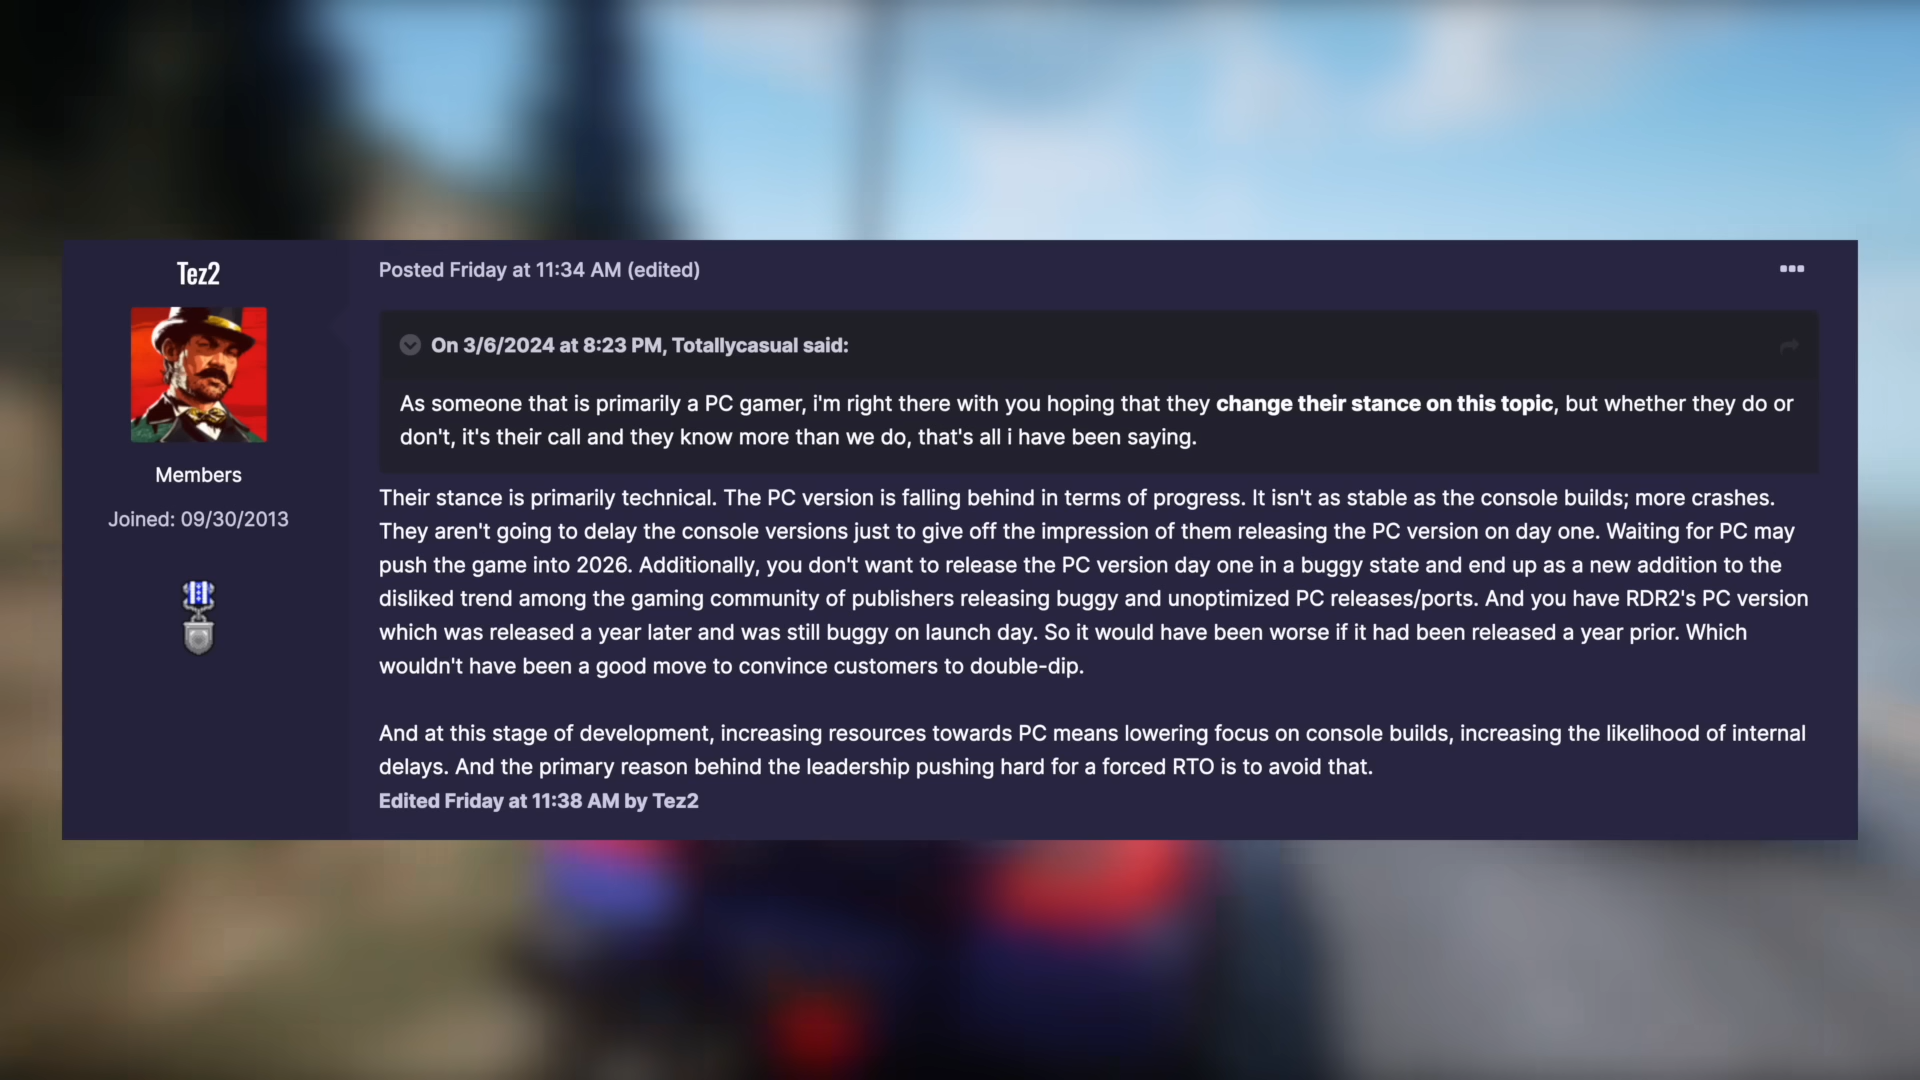 Tez2
Members
Joined: 09/30/2013
Posted Friday at 11:34 AM (edited)
On 3/6/2024 at 8:23 PM, Totallycasual said:
As someone that is primarily a PC gamer, i'm right there with you hoping that they change their stance on this topic, but whether they do or
don't, it's their call and they know more than we do, that's all i have been saying.
Their stance is primarily technical. The PC version is falling behind in terms of progress. It isn't as stable as the console builds; more crashes.
They aren't going to delay the console versions just to give off the impression of them releasing the PC version on day one. Waiting for PC may
push the game into 2026. Additionally, you don't want to release the PC version day one in a buggy state and end up as a new addition to the
disliked trend among the gaming community of publishers releasing buggy and unoptimized PC releases/ports. And you have RDR2's PC version
which was released a year later and was still buggy on launch day. So it would have been worse if it had been released a year prior. Which
wouldn't have been a good move to convince customers to double-dip.
And at this stage of development, increasing resources towards PC means lowering focus on console builds, increasing the likelihood of internal
delays. And the primary reason behind the leadership pushing hard for a forced RTO is to avoid that.
Edited Friday at 11:38 AM by Tez2